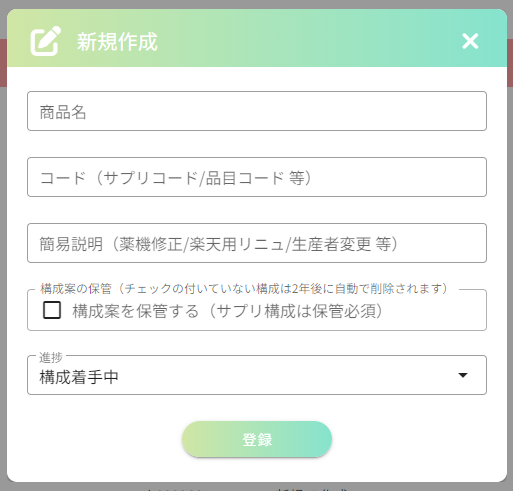 新規作成
商品名
コード（サプリコード/品目コード 等）
簡易説明（薬機修正/楽天用リニュ/生産者変更 等）
構成案の保管（チェックの付いていない構成は2年後に自動で削除されます）
構成案を保管する（サプリ構成は保管必須）
進捗
構成着手中
登録